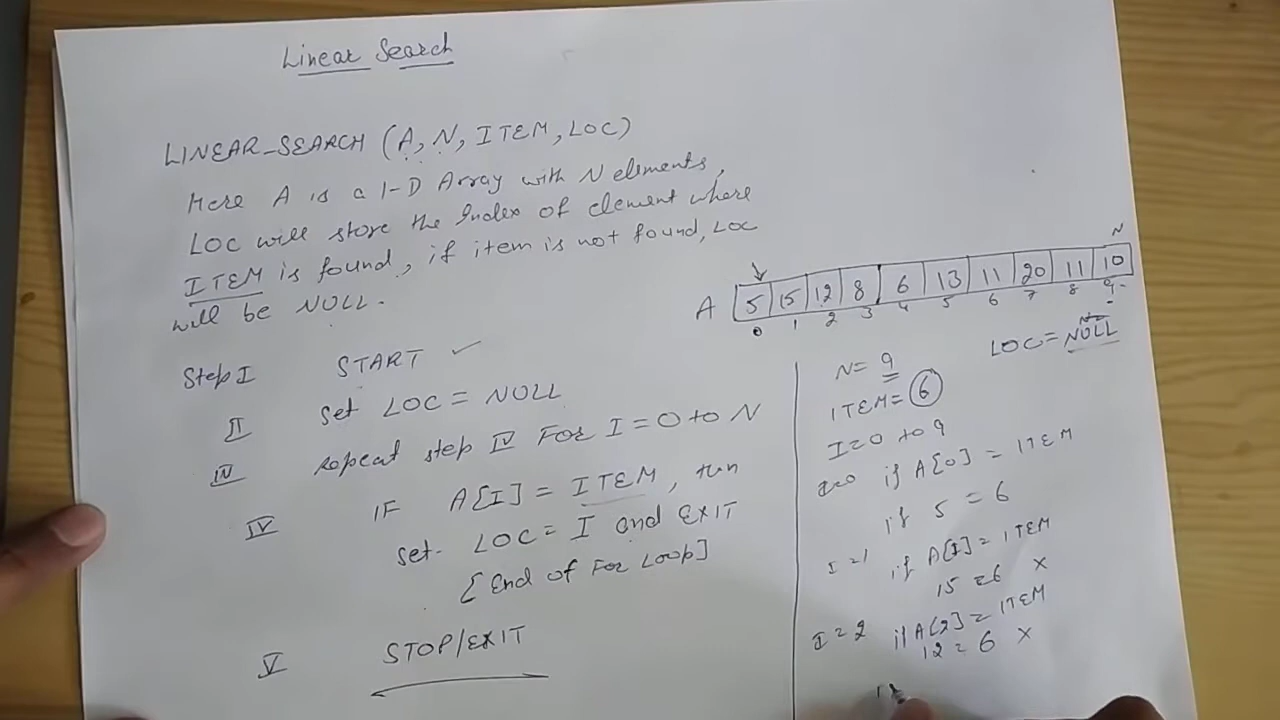 Linear Search
LINEAR_SEARCH (A, N, ITEM, LOC)
Here A is a 1-D Array with N elements,
LOC will store the Index of element where
ITEM is found, if item is not found, LOC
will be NULL.
Step I START ✓
II Set LOC = NULL
IV repeat step IV FOR I=0 to N
IV IF A[I] = ITEM, then
set LOC = I and EXIT
[End of For Loop]
V STOP/EXIT
N
A 5 15 12 8 6 13 11 20 11 10
0 1 2 3 4 5 6 7 8 9
LOC = NULL
N = 9
ITEM = 6
I=0 to 9
I=0 if A[0] = ITEM
if 5 = 6
I=1 if A[1] = ITEM
15 = 6 ×
I=2 if A[2] = ITEM
12 = 6 ×